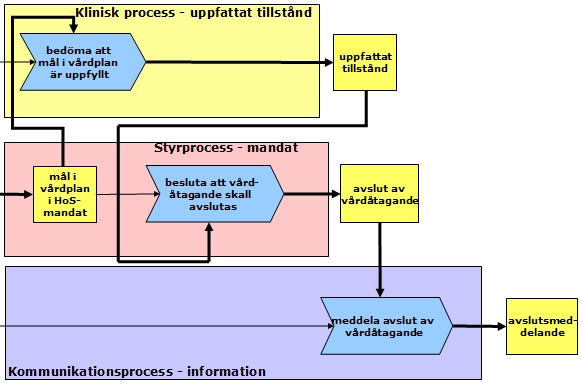 Klinisk process - uppfattat tillstånd
bedöma att
mål i vårdplan
är uppfyllt
uppfattat
tillstånd
Styrprocess - mandat
mål i
vårdplan
i HoS-
mandat
besluta att vård-
åtagande skall
avslutas
avslut av
vårdåtagande
meddela avslut av
vårdåtagande
avslutsmed-
delande
Kommunikationsprocess - information